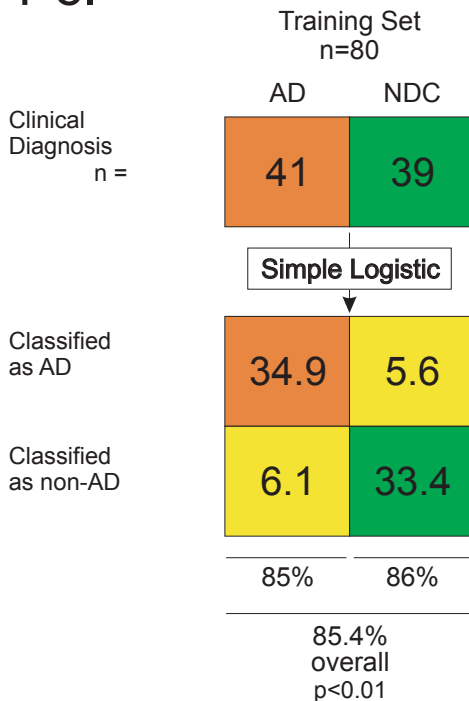 Training Set
n=80
AD NDC
Clinical
Diagnosis
n =
41 39
Simple Logistic
Classified
as AD
34.9 5.6
Classified
as non-AD
6.1 33.4
85% 86%
85.4%
overall
p<0.01